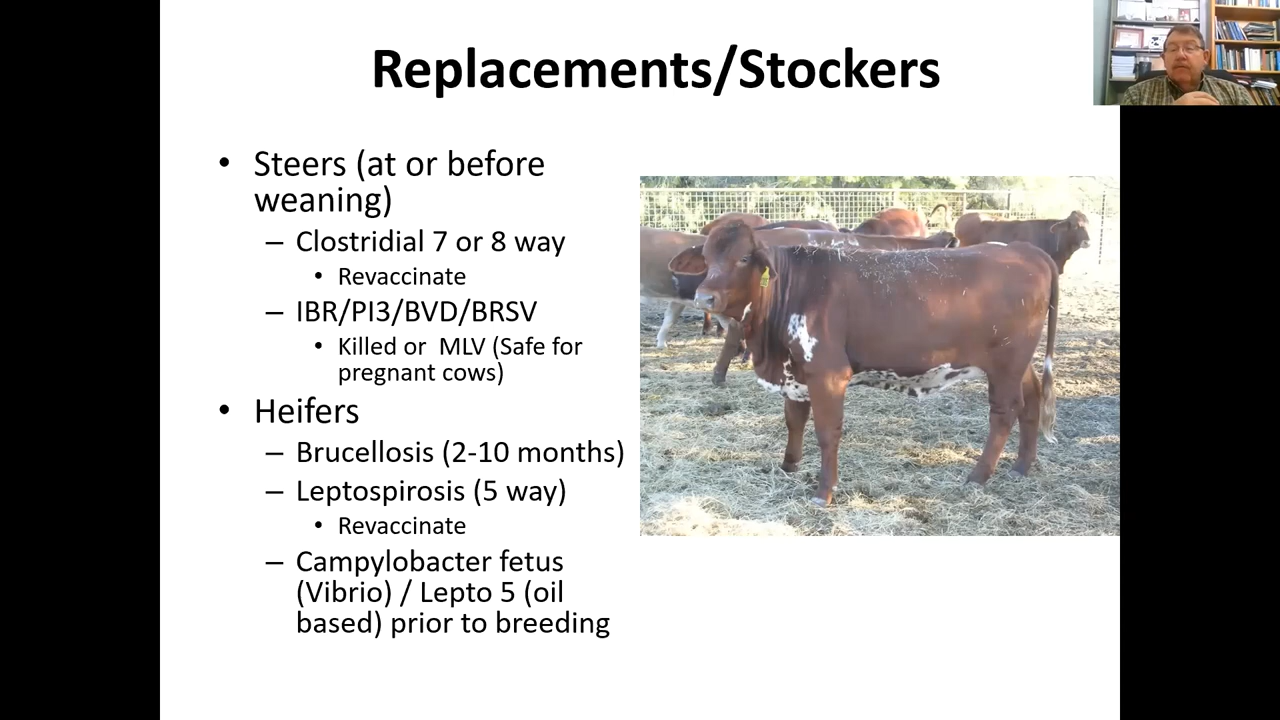 Replacements/Stockers
• Steers (at or before
weaning)
– Clostridial 7 or 8 way
• Revaccinate
– IBR/PI3/BVD/BRSV
• Killed or  MLV (Safe for
pregnant cows)
• Heifers
– Brucellosis (2-10 months)
– Leptospirosis (5 way)
• Revaccinate
– Campylobacter fetus
(Vibrio) / Lepto 5 (oil
based) prior to breeding